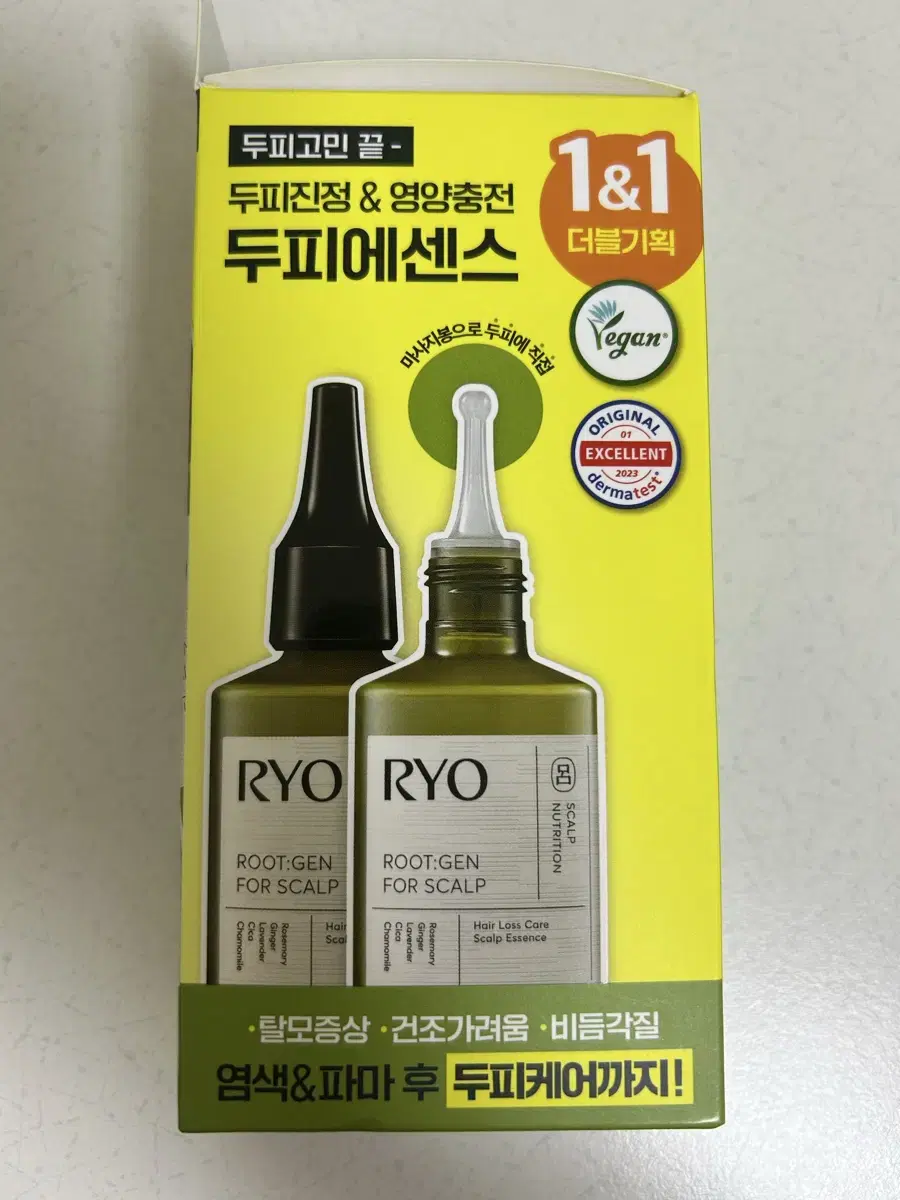 두피고민 끝 -
두피진정 & 영양충전
두피에센스
1&1
더블기획
Vegan®
마사지봉으로 두피에 직접
ORIGINAL
01
EXCELLENT
2023
dermatest®
RYO
ROOT:GEN
FOR SCALP
Rosemary
Ginger
Lavender
Cica
Chamomile
Hair
Scal
RYO
몸
SCALP
NUTRITION
ROOT:GEN
FOR SCALP
Rosemary
Ginger
Lavender
Cica
Chamomile
Hair Loss Care
Scalp Essence
·탈모증상 ·건조가려움 ·비듬각질
염색&파마 후 두피케어까지!